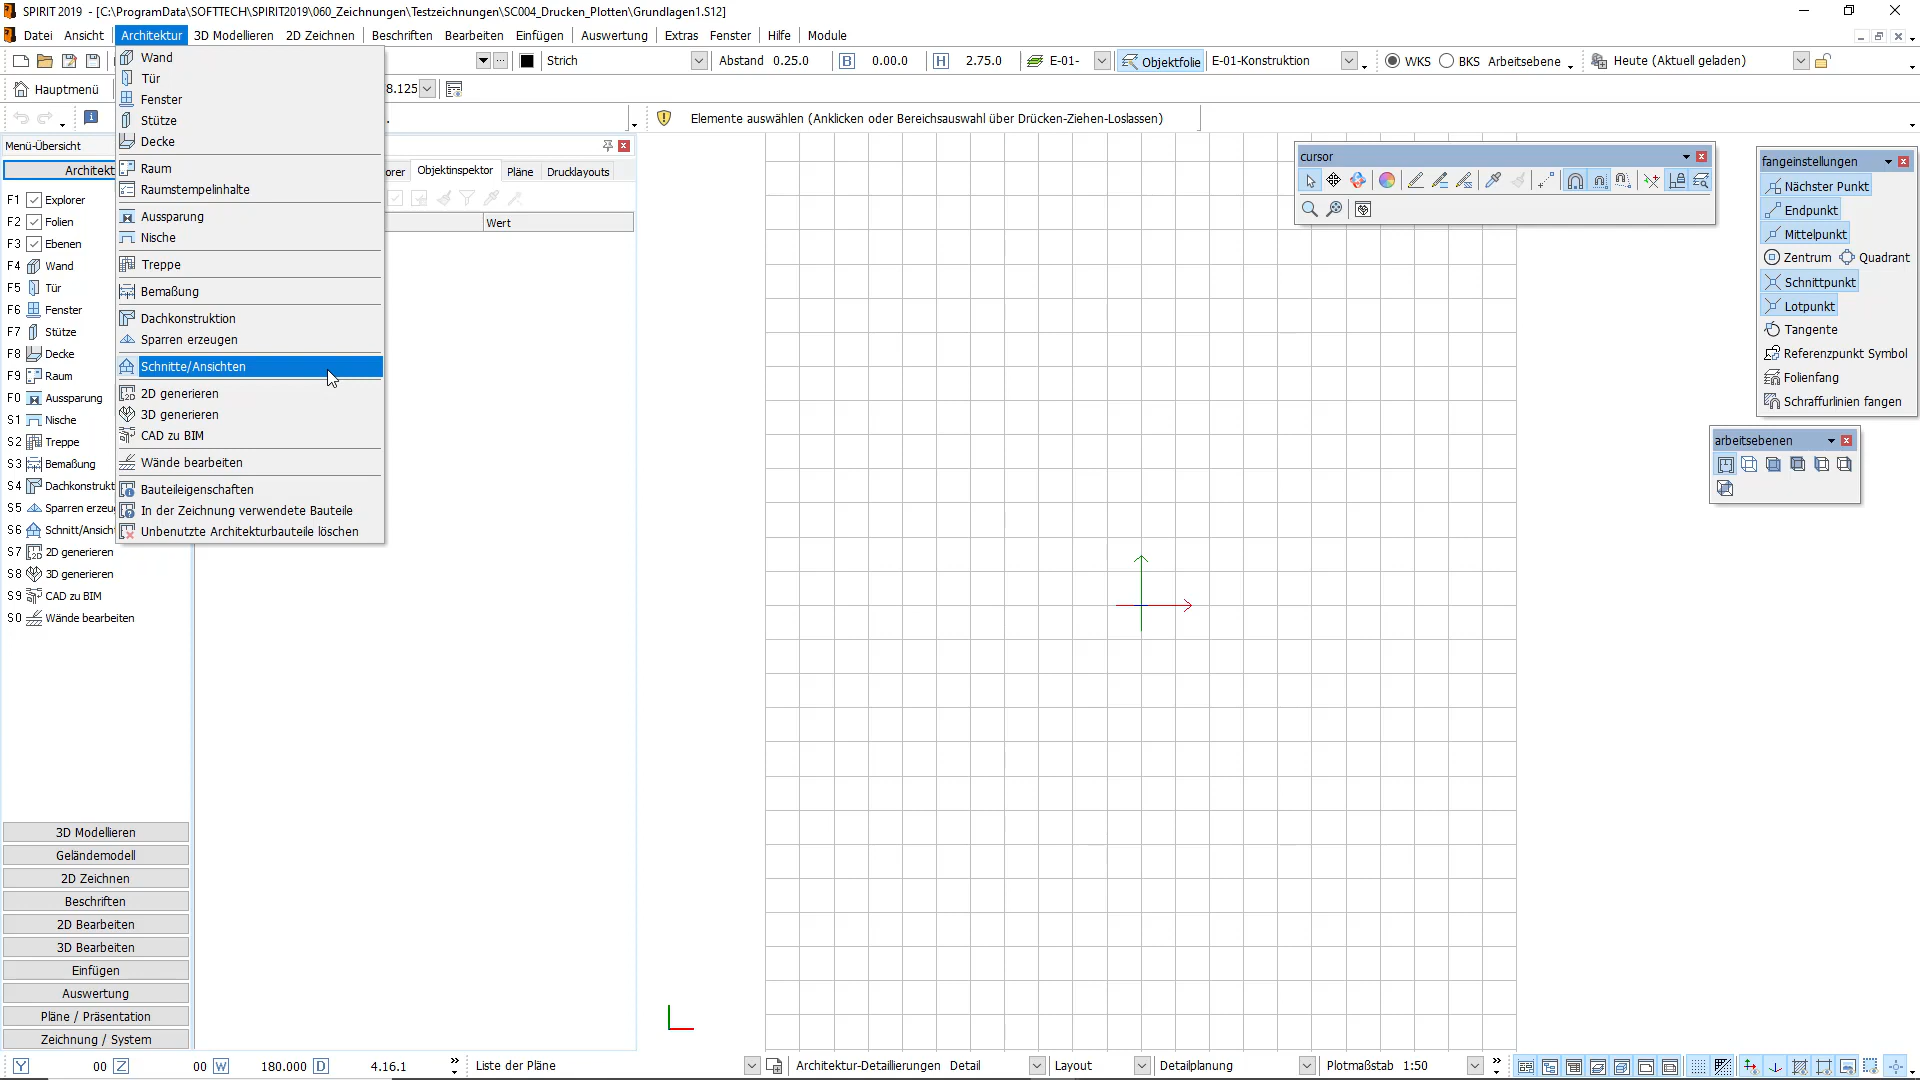 SPIRIT 2019 - [C:\ProgramData\SOFTTECH\SPIRIT2019\060_Zeichnungen\Testzeichnungen\SC004_Drucken_Plotten\Grundlagen1.S12]
Datei Ansicht Architektur 3D Modellieren 2D Zeichnen Beschriften Bearbeiten Einfügen Auswertung Extras Fenster Hilfe Module
Strich Abstand 0.25.0 B 0.00.0 H 2.75.0 E-01- Objektfolie E-01-Konstruktion WKS BKS Arbeitsebene Heute (Aktuell geladen)
Hauptmenü 8.125
Elemente auswählen (Anklicken oder Bereichsauswahl über Drücken-Ziehen-Loslassen)
Menü-Übersicht
Architekt
F1 Explorer
F2 Folien
F3 Ebenen
F4 Wand
F5 Tür
F6 Fenster
F7 Stütze
F8 Decke
F9 Raum
F0 Aussparung
S1 Nische
S2 Treppe
S3 Bemaßung
S4 Dachkonstrukt
S5 Sparren erzeu
S6 Schnitt/Ansich
S7 2D generieren
S8 3D generieren
S9 CAD zu BIM
S0 Wände bearbeiten
3D Modellieren
Geländemodell
2D Zeichnen
Beschriften
2D Bearbeiten
3D Bearbeiten
Einfügen
Auswertung
Pläne / Präsentation
Zeichnung / System
Wand
Tür
Fenster
Stütze
Decke
Raum
Raumstempelinhalte
Aussparung
Nische
Treppe
Bemaßung
Dachkonstruktion
Sparren erzeugen
Schnitte/Ansichten
2D generieren
3D generieren
CAD zu BIM
Wände bearbeiten
Bauteileigenschaften
In der Zeichnung verwendete Bauteile
Unbenutzte Architekturbauteile löschen
orer Objektinspektor Pläne Drucklayouts
Wert
cursor
fangeinstellungen
Nächster Punkt
Endpunkt
Mittelpunkt
Zentrum Quadrant
Schnittpunkt
Lotpunkt
Tangente
Referenzpunkt Symbol
Folienfang
Schraffurlinien fangen
arbeitsebenen
Y 00 Z 00 W 180.000 D 4.16.1 Liste der Pläne Architektur-Detaillierungen Detail Layout Detailplanung Plotmaßstab 1:50